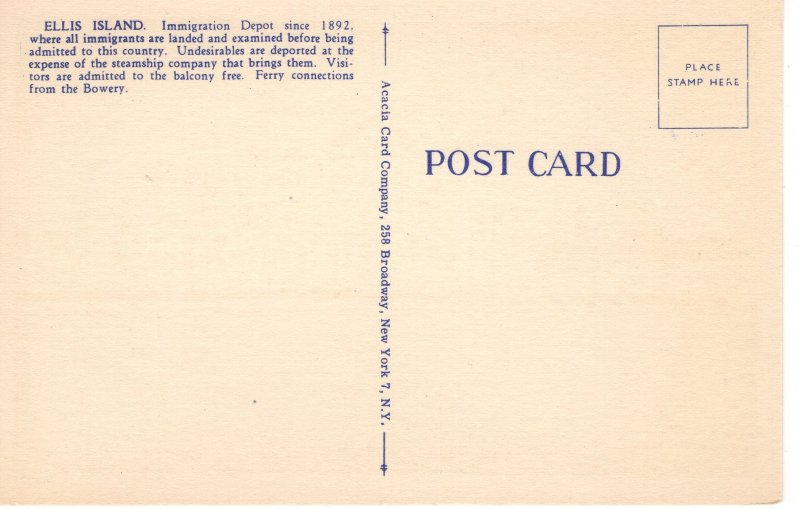 ELLIS ISLAND. Immigration Depot since 1892,
where all immigrants are landed and examined before being
admitted to this country. Undesirables are deported at the
expense of the steamship company that brings them. Visi-
tors are admitted to the balcony free. Ferry connections
from the Bowery.
Acacia Card Company, 258 Broadway, New York 7, N.Y.
POST CARD
PLACE
STAMP HERE